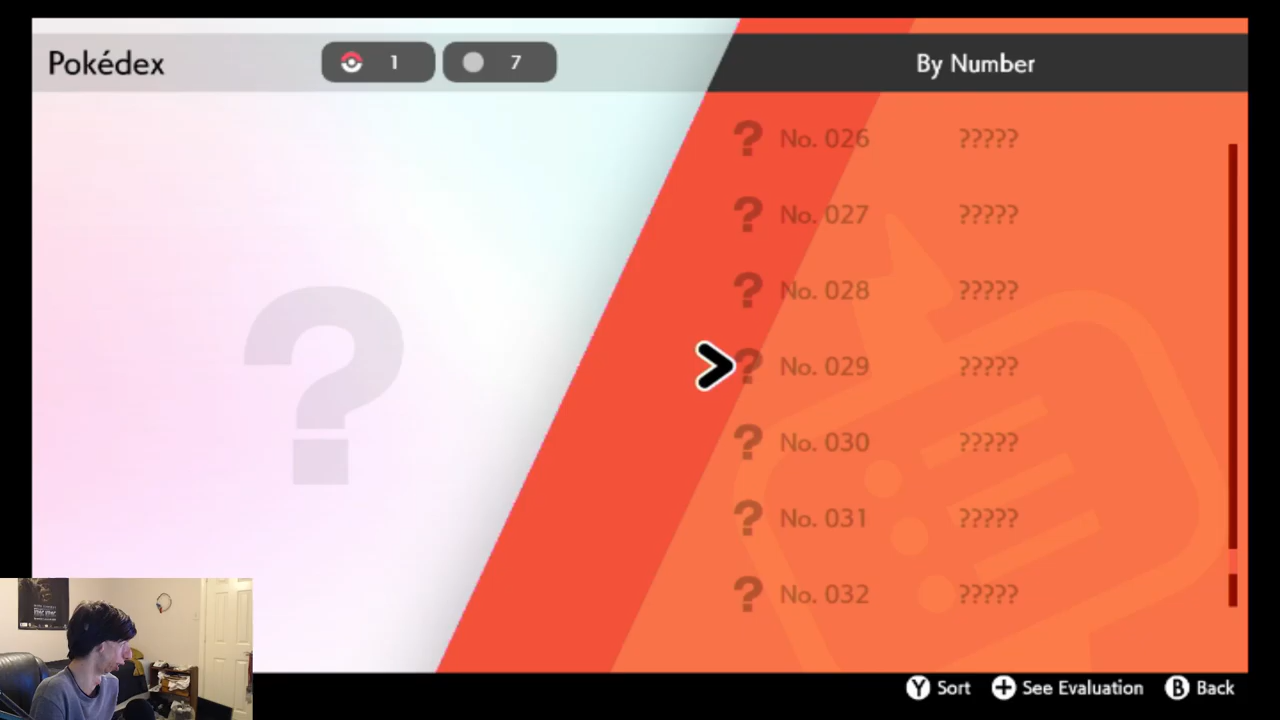 Pokédex 1 7 By Number
? No. 026 ?????
? No. 027 ?????
? No. 028 ?????
? No. 029 ?????
? No. 030 ?????
? No. 031 ?????
? No. 032 ?????
?
Y Sort + See Evaluation B Back